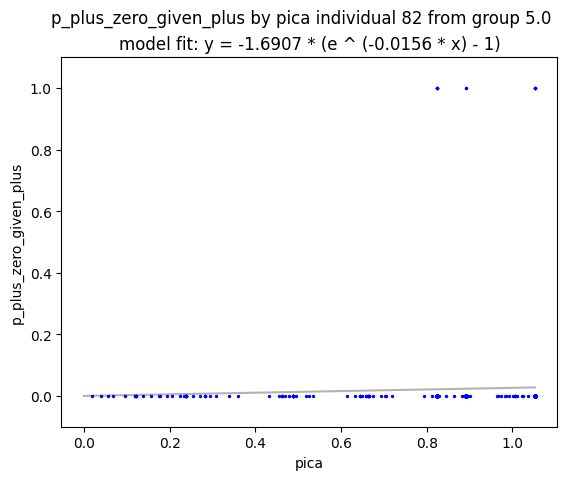 p_plus_zero_given_plus by pica individual 82 from group 5.0
model fit: y = -1.6907 * (e ^ (-0.0156 * x) - 1)
1.0
0.8
0.6
0.4
0.2
0.0
p_plus_zero_given_plus
0.0 0.2 0.4 0.6 0.8 1.0
pica